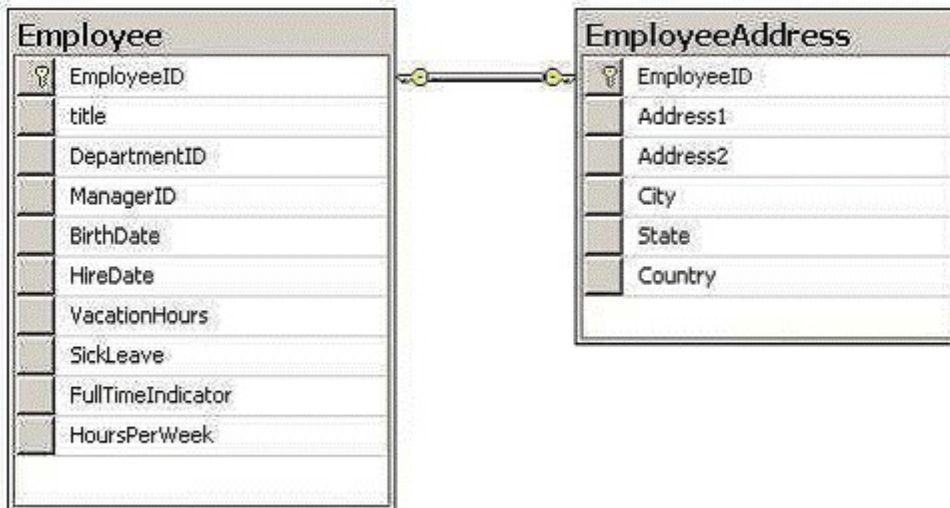 Employee
EmployeeID
title
DepartmentID
ManagerID
BirthDate
HireDate
VacationHours
SickLeave
FullTimeIndicator
HoursPerWeek
EmployeeAddress
EmployeeID
Address1
Address2
City
State
Country